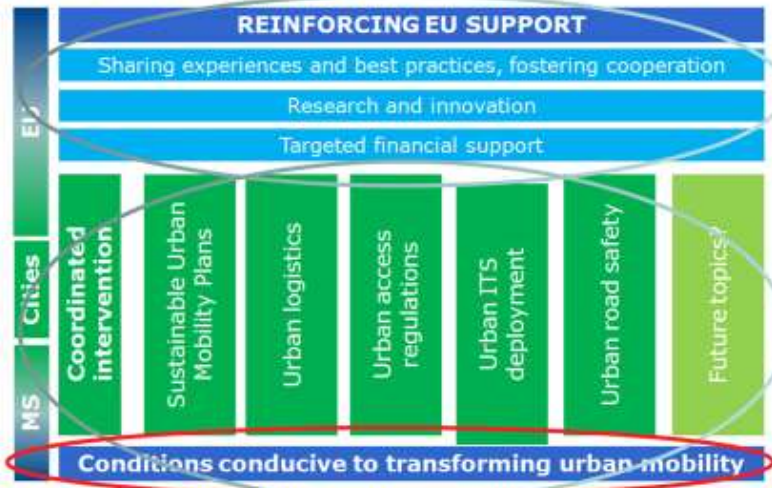 REINFORCING EU SUPPORT
Sharing experiences and best practices, fostering cooperation
Research and innovation
Targeted financial support
EU
Cities
MS
Coordinated
intervention
Sustainable Urban
Mobility Plans
Urban logistics
Urban access
regulations
Urban ITS
deployment
Urban road safety
Future topics?
Conditions conducive to transforming urban mobility